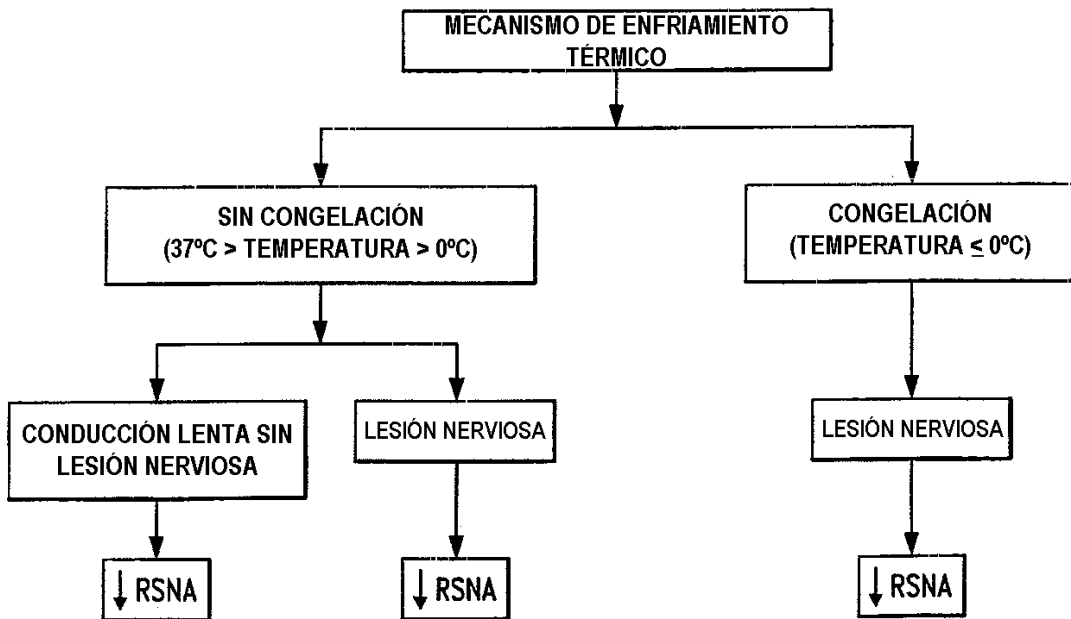 MECANISMO DE ENFRIAMIENTO
TÉRMICO
SIN CONGELACIÓN
(37ºC > TEMPERATURA > 0ºC)
CONGELACIÓN
(TEMPERATURA ≤ 0ºC)
CONDUCCIÓN LENTA SIN
LESIÓN NERVIOSA
LESIÓN NERVIOSA
LESIÓN NERVIOSA
↓ RSNA
↓ RSNA
↓ RSNA